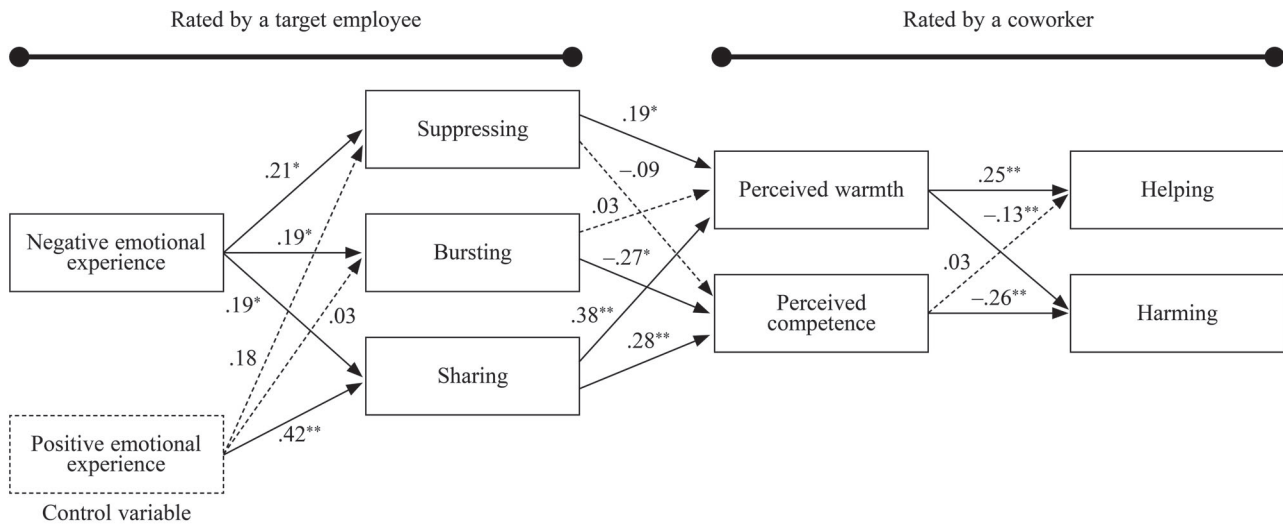 Rated by a target employee
Rated by a coworker
Suppressing
.19*
.21*
–.09
Perceived warmth
.25**
Helping
.03
–.13**
Negative emotional
experience
.19*
Bursting
–.27*
.03
.19*
.03
Perceived
competence
–.26**
Harming
.38**
.18
Sharing
.28**
.42**
Positive emotional
experience
Control variable